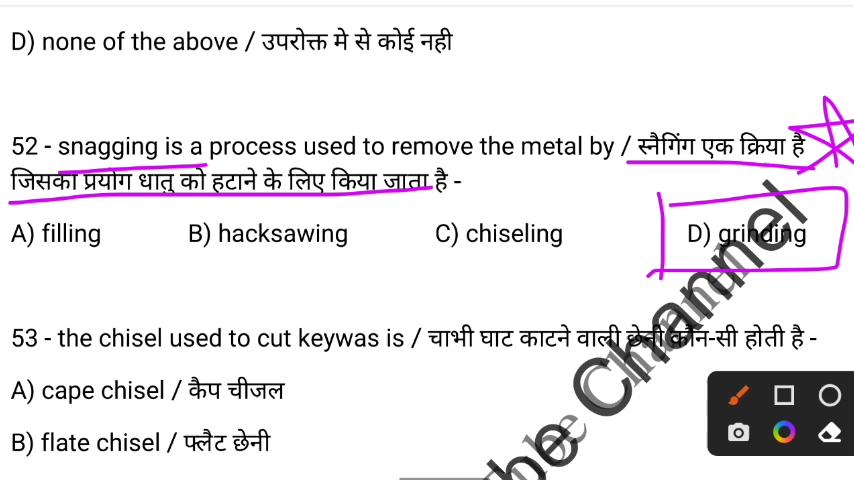 D) none of the above / उपरोक्त मे से कोई नही
52 - snagging is a process used to remove the metal by / स्नैगिंग एक क्रिया है
जिसका प्रयोग धातु को हटाने के लिए किया जाता है -
A) filling B) hacksawing C) chiseling D) grinding
53 - the chisel used to cut keywas is / चाभी घाट काटने वाली छेनी कौन-सी होती है -
A) cape chisel / कैप चीजल
B) flate chisel / फ्लैट छेनी
Channel